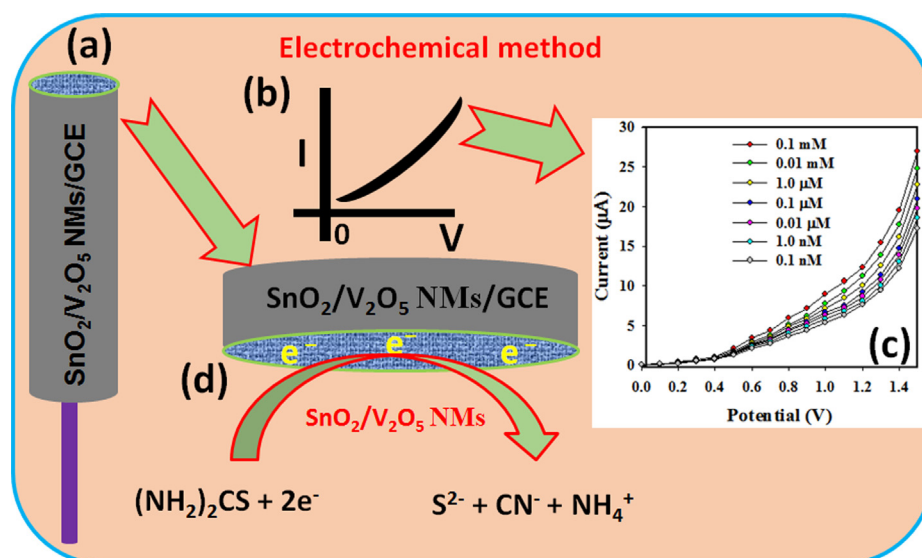 Electrochemical method
(a)
SnO₂/V₂O₅ NMs/GCE
(b)
I
0
V
30
25
20
15
10
5
0
Current (µA)
0.1 mM
0.01 mM
1.0 µM
0.1 µM
0.01 µM
1.0 nM
0.1 nM
(c)
0.0 0.2 0.4 0.6 0.8 1.0 1.2 1.4
Potential (V)
SnO₂/V₂O₅ NMs/GCE
e⁻ e⁻ e⁻
(d)
SnO₂/V₂O₅ NMs
(NH₂)₂CS + 2e⁻
S²⁻ + CN⁻ + NH₄⁺